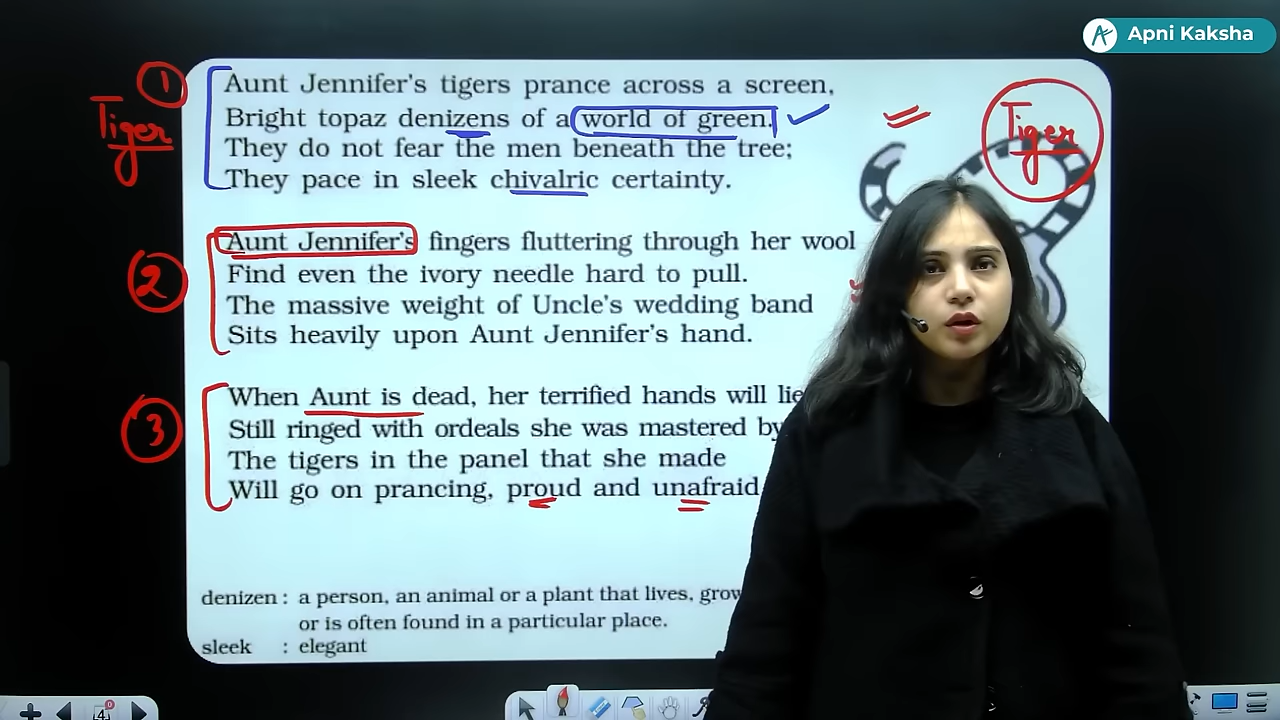 Apni Kaksha
1
Tiger
Tiger
Aunt Jennifer's tigers prance across a screen,
Bright topaz denizens of a world of green.
They do not fear the men beneath the tree;
They pace in sleek chivalric certainty.
2
Aunt Jennifer's fingers fluttering through her wool
Find even the ivory needle hard to pull.
The massive weight of Uncle's wedding band
Sits heavily upon Aunt Jennifer's hand.
3
When Aunt is dead, her terrified hands will lie
Still ringed with ordeals she was mastered by
The tigers in the panel that she made
Will go on prancing, proud and unafraid
denizen : a person, an animal or a plant that lives, grow
or is often found in a particular place.
sleek : elegant
4